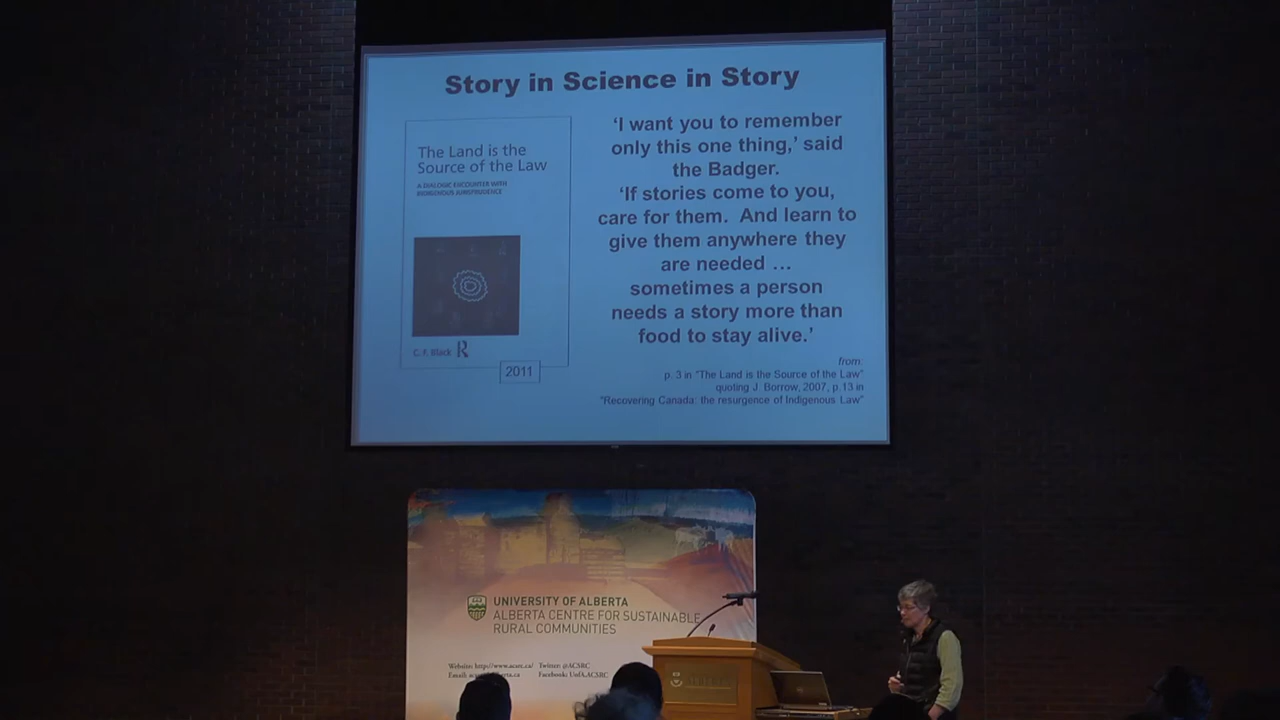 Story in Science in Story
The Land is the
Source of the Law
A DIALOGIC ENCOUNTER WITH
INDIGENOUS JURISPRUDENCE
C. F. Black
R
2011
‘I want you to remember
only this one thing,’ said
the Badger.
‘If stories come to you,
care for them.  And learn to
give them anywhere they
are needed …
sometimes a person
needs a story more than
food to stay alive.’
from:
p. 3 in "The Land is the Source of the Law"
quoting J. Borrow, 2007, p.13 in
"Recovering Canada: the resurgence of Indigenous Law"
UNIVERSITY OF ALBERTA
ALBERTA CENTRE FOR SUSTAINABLE
RURAL COMMUNITIES
Website: http://www.acsrc.ca/ Twitter: @ACSRC
Email: Facebook: UofA.ACSRC